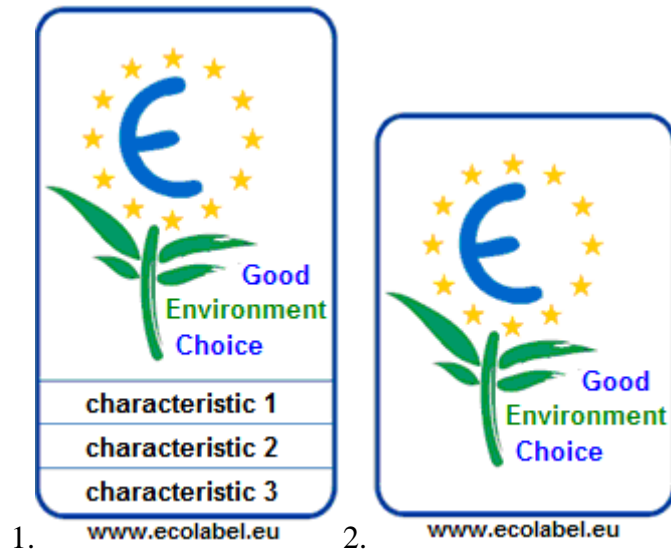 Good
Environment
Choice
characteristic 1
characteristic 2
characteristic 3
1. www.ecolabel.eu
Good
Environment
Choice
2. www.ecolabel.eu